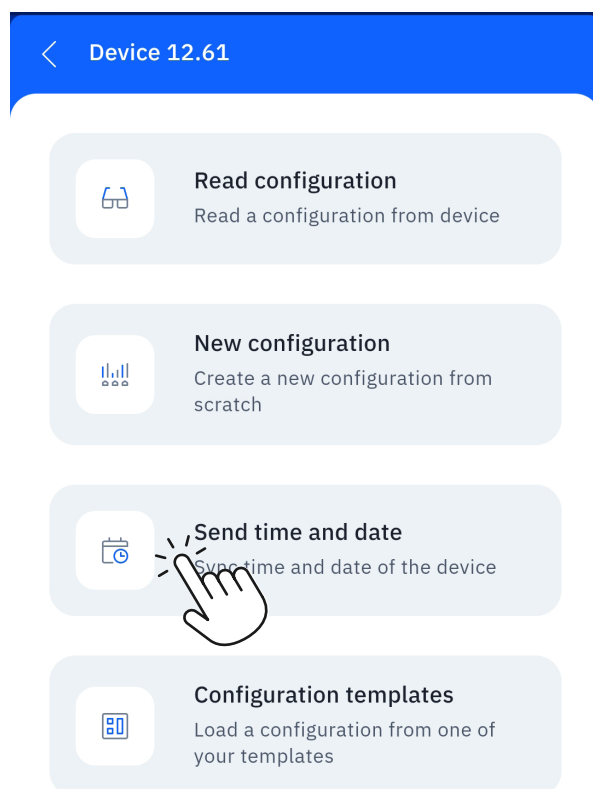 Device 12.61
Read configuration
Read a configuration from device
New configuration
Create a new configuration from
scratch
Send time and date
Sync time and date of the device
Configuration templates
Load a configuration from one of
your templates